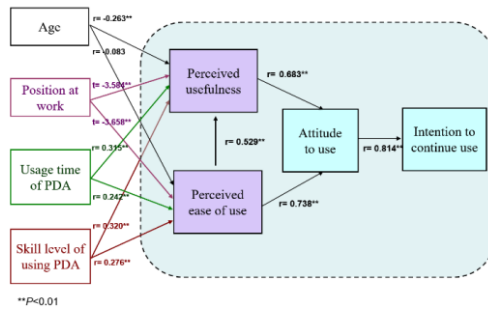 Age
r= -0.263**
r= -0.083
Position at work
t= -3.584**
t= -3.658**
Usage time of PDA
r= 0.315**
r= 0.242**
Skill level of using PDA
r= 0.320**
r= 0.276**
Perceived usefulness
r= 0.529**
Perceived ease of use
r= 0.683**
r= 0.738**
Attitude to use
r= 0.814**
Intention to continue use
**P<0.01